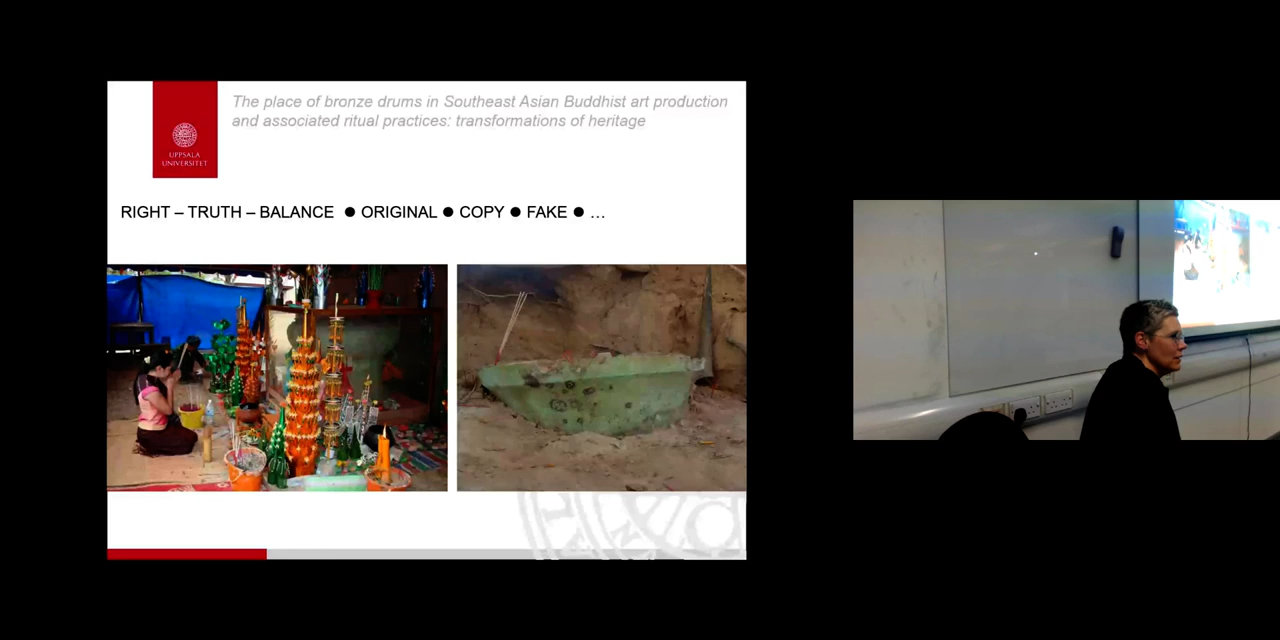 The place of bronze drums in Southeast Asian Buddhist art production
and associated ritual practices: transformations of heritage
UPPSALA
UNIVERSITET
RIGHT – TRUTH – BALANCE ● ORIGINAL ● COPY ● FAKE ● …